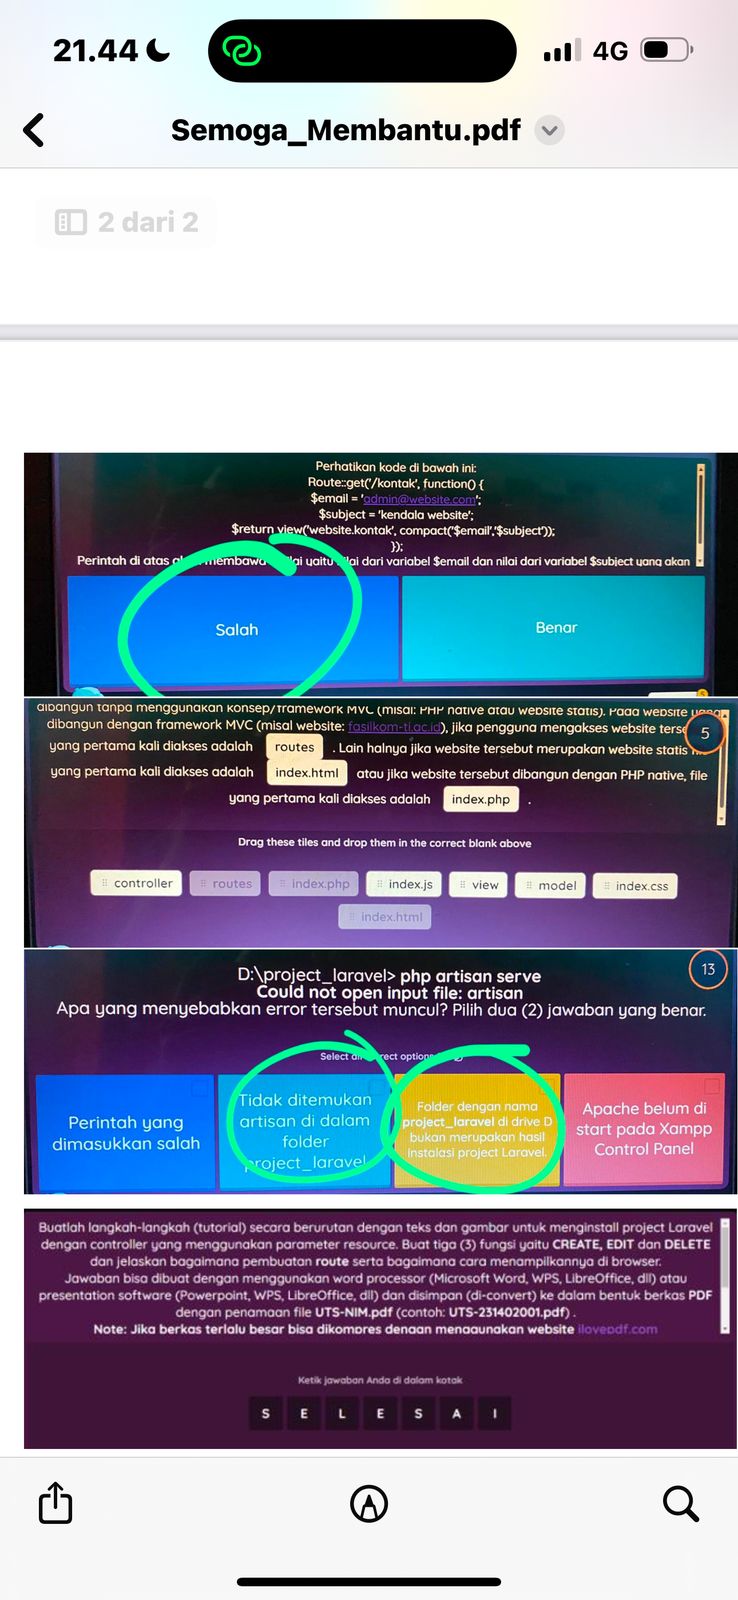 21.44
4G
Semoga_Membantu.pdf
2 dari 2
Perhatikan kode di bawah ini:
Route::get('/kontak', function() {
$email = 'admin@website.com';
$subject = 'kendala website';
$return view('website.kontak', compact('$email','$subject'));
});
Perintah di atas membawa yaitu dari variabel $email dan nilai dari variabel $subject yang akan
Salah
Benar
5
dibangun tanpa menggunakan konsep/framework MVC (misal: PHP native atau website statis). Pada website yang
dibangun dengan framework MVC (misal website: fasilkom-ti.ac.id), jika pengguna mengakses website
yang pertama kali diakses adalah routes . Lain halnya jika website tersebut merupakan website statis
yang pertama kali diakses adalah index.html atau jika website tersebut dibangun dengan PHP native, file
yang pertama kali diakses adalah index.php .
Drag these tiles and drop them in the correct blank above
controller routes index.php index.js view model index.css
index.html
13
D:\project_laravel> php artisan serve
Could not open input file: artisan
Apa yang menyebabkan error tersebut muncul? Pilih dua (2) jawaban yang benar.
Perintah yang
dimasukkan salah
Tidak ditemukan
artisan di dalam
folder
project_laravel
Folder dengan nama
project_laravel di drive D
bukan merupakan hasil
instalasi project Laravel.
Apache belum di
start pada Xampp
Control Panel
Buatlah langkah-langkah (tutorial) secara berurutan dengan teks dan gambar untuk menginstall project Laravel
dengan controller yang menggunakan parameter resource. Buat tiga (3) fungsi yaitu CREATE, EDIT dan DELETE
dan jelaskan bagaimana pembuatan route serta bagaimana cara menampilkannya di browser.
Jawaban bisa dibuat dengan menggunakan word processor (Microsoft Word, WPS, LibreOffice, dll) atau
presentation software (Powerpoint, WPS, LibreOffice, dll) dan disimpan (di-convert) ke dalam bentuk berkas PDF
dengan penamaan file UTS-NIM.pdf (contoh: UTS-231402001.pdf) .
Note: Jika berkas terlalu besar bisa dikompres dengan menggunakan website ilovepdf.com
Ketik jawaban Anda di dalam kotak
S E L E S A I